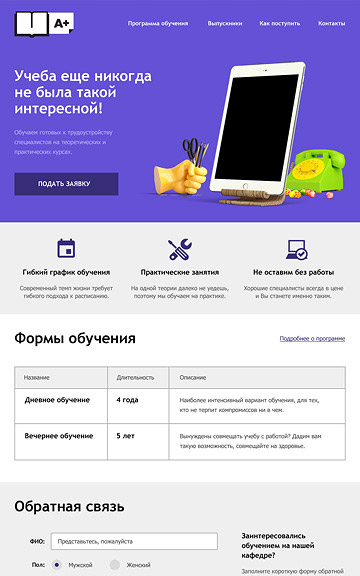 A+
Программа обучения Выпускники Как поступить Контакты
Учеба еще никогда
не была такой
интересной!
Обучаем готовых к трудоустройству
специалистов на теоретических и
практических курсах.
ПОДАТЬ ЗАЯВКУ
Гибкий график обучения
Современный темп жизни требует
гибкого подхода к расписанию.
Практические занятия
На одной теории далеко не уедешь,
поэтому мы обучаем на практике.
Не оставим без работы
Хорошие специалисты всегда в цене
и Вы станете именно таким.
Формы обучения
Подробнее о программе
Название Длительность Описание
Дневное обучение 4 года Наиболее интенсивный вариант обучения, для тех,
кто не терпит компромиссов ни в чем.
Вечернее обучение 5 лет Вынуждены совмещать учебу с работой? Дадим вам
такую возможность, совмещайте на здоровье.
Обратная связь
ФИО: Представьтесь, пожалуйста
Пол: Мужской Женский
Заинтересовались
обучением на нашей
кафедре?
Заполните короткую форму обратной